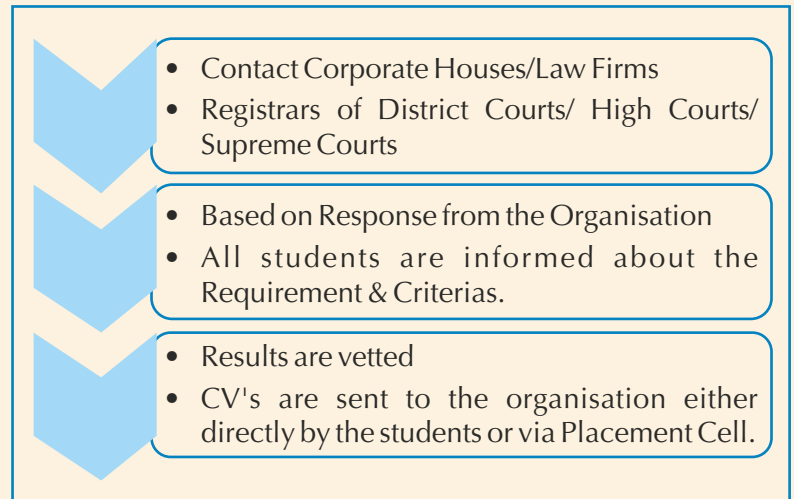 • Contact Corporate Houses/Law Firms
• Registrars of District Courts/ High Courts/
Supreme Courts
• Based on Response from the Organisation
• All students are informed about the
Requirement & Criterias.
• Results are vetted
• CV's are sent to the organisation either
directly by the students or via Placement Cell.